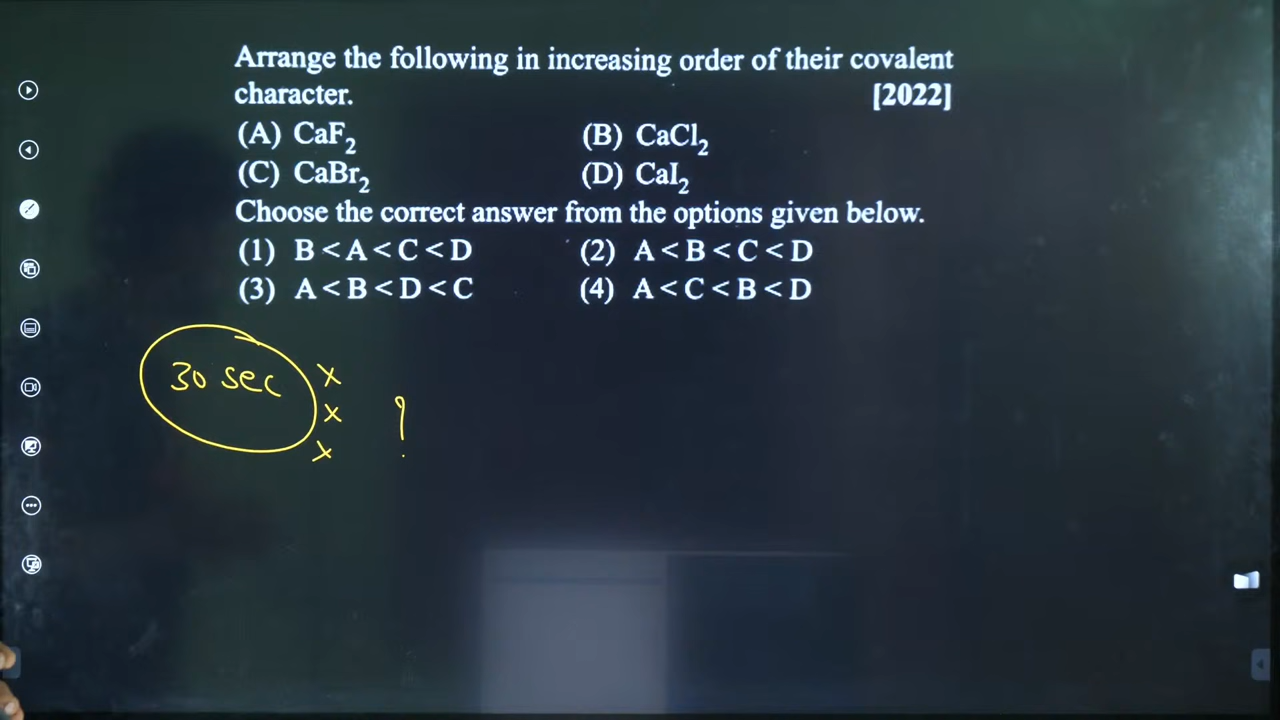 Arrange the following in increasing order of their covalent
character. [2022]
(A) CaF₂ (B) CaCl₂
(C) CaBr₂ (D) CaI₂
Choose the correct answer from the options given below.
(1) B < A < C < D (2) A < B < C < D
(3) A < B < D < C (4) A < C < B < D
30 sec x
x ?
x